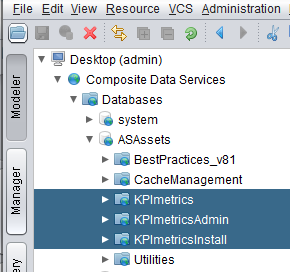 File Edit View Resource VCS Administration
Desktop (admin)
Composite Data Services
Databases
system
ASAssets
BestPractices_v81
CacheManagement
KPImetrics
KPImetricsAdmin
KPImetricsInstall
Utilities
Modeler
Manager